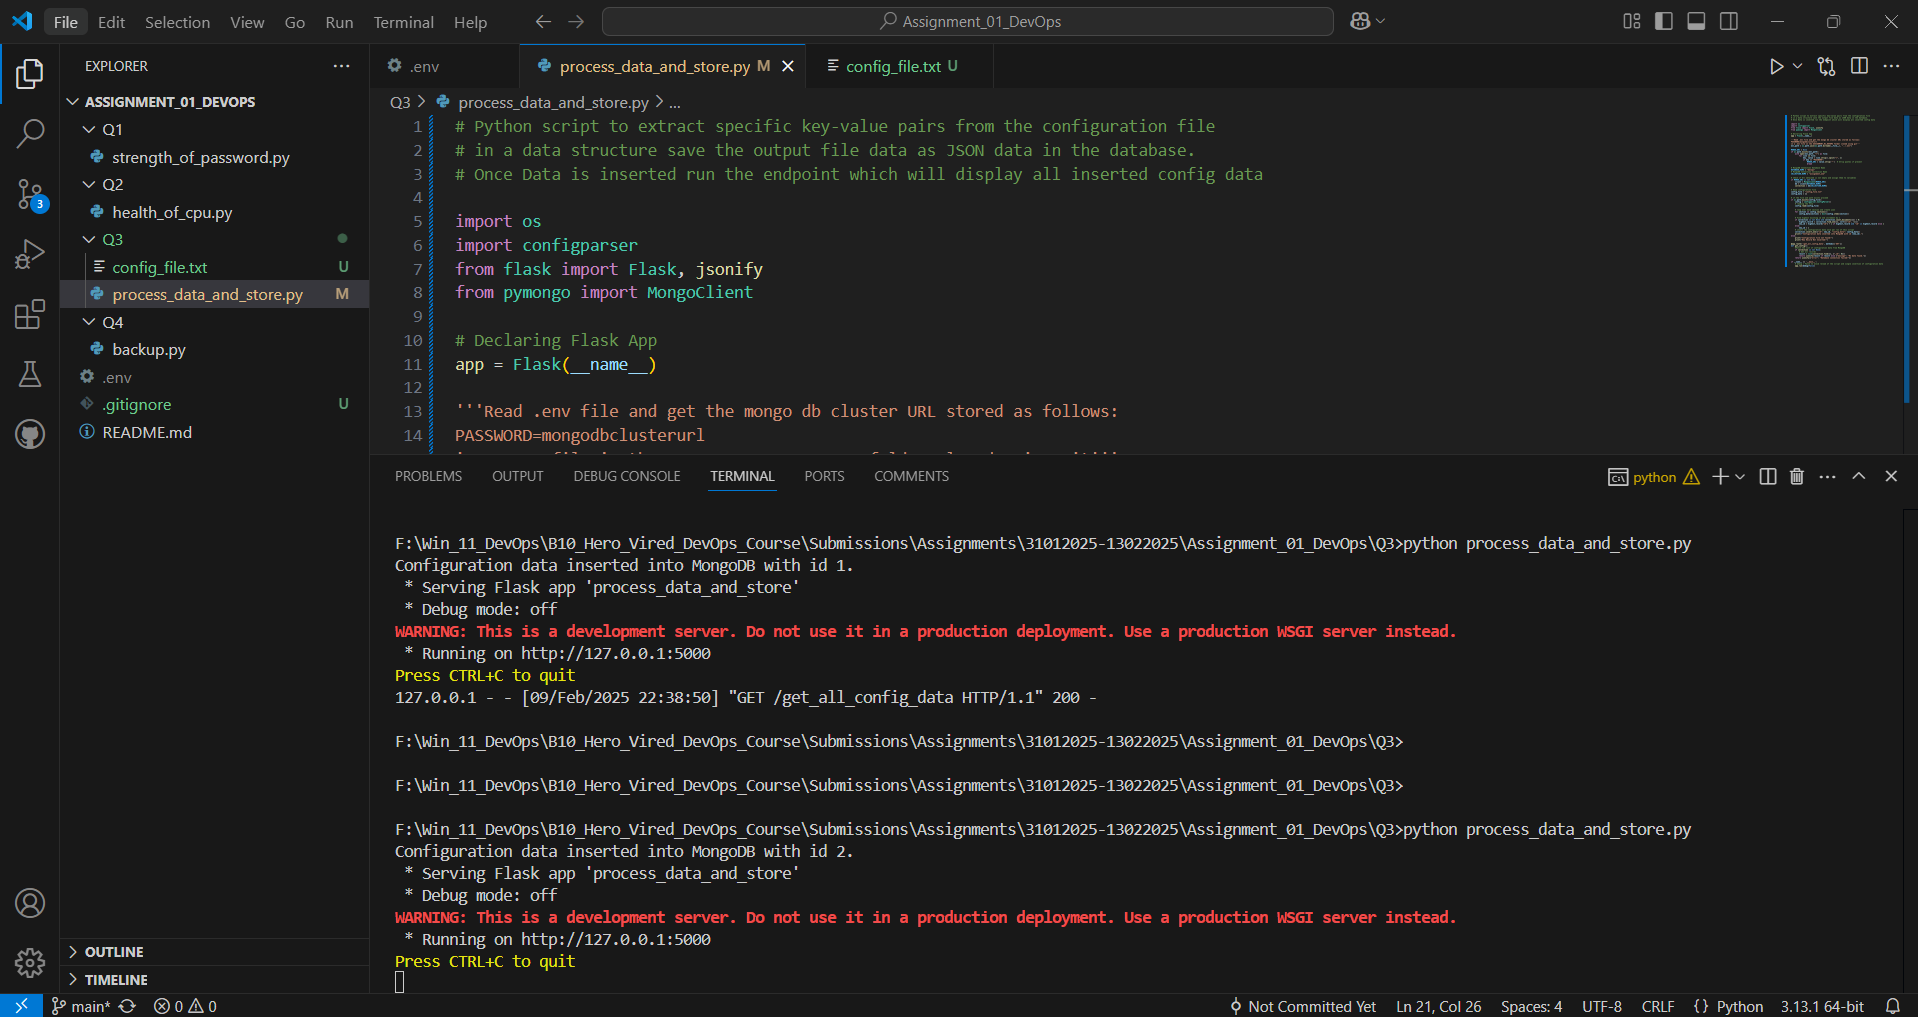 File Edit Selection View Go Run Terminal Help Assignment_01_DevOps
EXPLORER
ASSIGNMENT_01_DEVOPS
Q1
strength_of_password.py
Q2
health_of_cpu.py
Q3
config_file.txt U
process_data_and_store.py M
Q4
backup.py
.env
.gitignore U
README.md
OUTLINE
TIMELINE
3
.env process_data_and_store.py M config_file.txt U
Q3 > process_data_and_store.py > ...
1 # Python script to extract specific key-value pairs from the configuration file
2 # in a data structure save the output file data as JSON data in the database.
3 # Once Data is inserted run the endpoint which will display all inserted config data
4
5 import os
6 import configparser
7 from flask import Flask, jsonify
8 from pymongo import MongoClient
9
10 # Declaring Flask App
11 app = Flask(__name__)
12
13 '''Read .env file and get the mongo db cluster URL stored as follows:
14 PASSWORD=mongodbclusterurl
PROBLEMS OUTPUT DEBUG CONSOLE TERMINAL PORTS COMMENTS python
F:\Win_11_DevOps\B10_Hero_Vired_DevOps_Course\Submissions\Assignments\31012025-13022025\Assignment_01_DevOps\Q3>python process_data_and_store.py
Configuration data inserted into MongoDB with id 1.
* Serving Flask app 'process_data_and_store'
* Debug mode: off
WARNING: This is a development server. Do not use it in a production deployment. Use a production WSGI server instead.
* Running on http://127.0.0.1:5000
Press CTRL+C to quit
127.0.0.1 - - [09/Feb/2025 22:38:50] "GET /get_all_config_data HTTP/1.1" 200 -
F:\Win_11_DevOps\B10_Hero_Vired_DevOps_Course\Submissions\Assignments\31012025-13022025\Assignment_01_DevOps\Q3>
F:\Win_11_DevOps\B10_Hero_Vired_DevOps_Course\Submissions\Assignments\31012025-13022025\Assignment_01_DevOps\Q3>
F:\Win_11_DevOps\B10_Hero_Vired_DevOps_Course\Submissions\Assignments\31012025-13022025\Assignment_01_DevOps\Q3>python process_data_and_store.py
Configuration data inserted into MongoDB with id 2.
* Serving Flask app 'process_data_and_store'
* Debug mode: off
WARNING: This is a development server. Do not use it in a production deployment. Use a production WSGI server instead.
* Running on http://127.0.0.1:5000
Press CTRL+C to quit
main* 0 0 Not Committed Yet Ln 21, Col 26 Spaces: 4 UTF-8 CRLF {} Python 3.13.1 64-bit